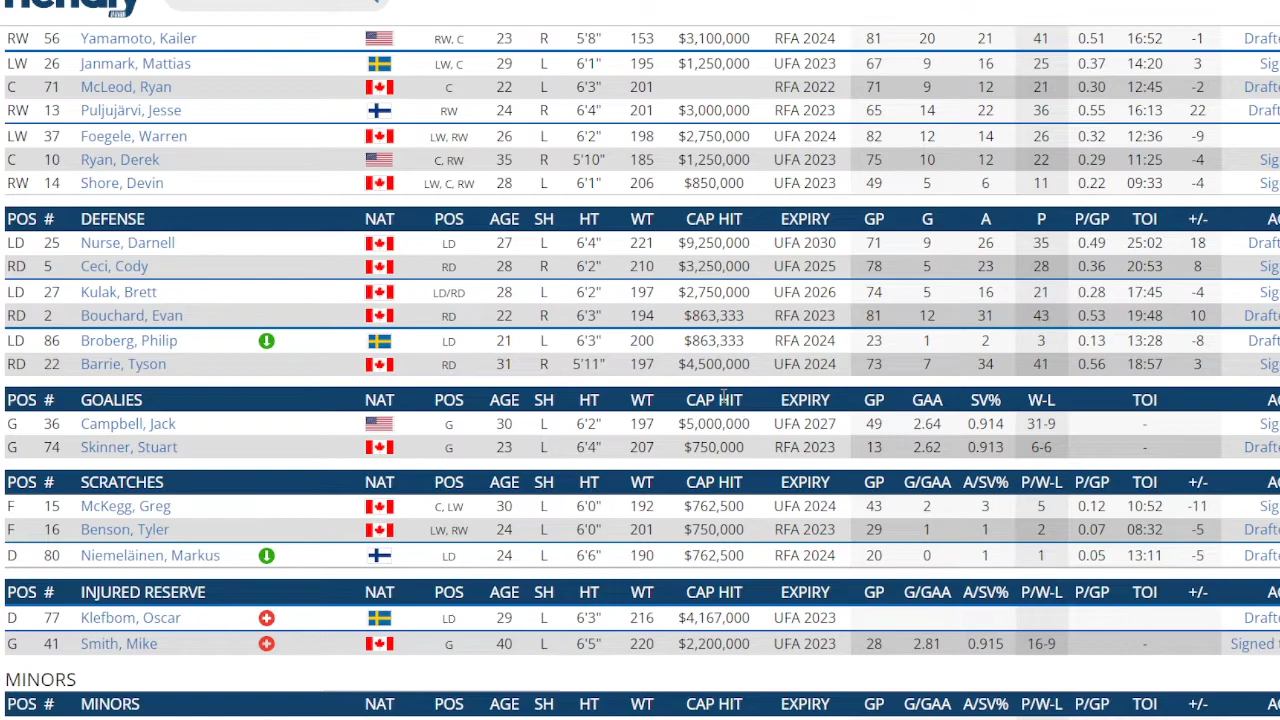 RW 56 Yamamoto, Kailer RW, C 23 R 5'8" 153 $3,100,000 RFA 2024 81 20 21 41 0.51 16:52 -1 Draft
LW 26 Janmark, Mattias LW, C 29 L 6'1" 195 $1,250,000 UFA 2023 67 9 16 25 0.37 14:20 3 Sig
C 71 McLeod, Ryan C 22 L 6'3" 201 RFA 2022 71 9 12 21 0.30 12:45 -2 Draft
RW 13 Puljujärvi, Jesse RW 24 R 6'4" 201 $3,000,000 RFA 2023 65 14 22 36 0.55 16:13 22 Draft
LW 37 Foegele, Warren LW, RW 26 L 6'2" 198 $2,750,000 UFA 2024 82 12 14 26 0.32 12:36 -9
C 10 Ryan, Derek C, RW 35 R 5'10" 185 $1,250,000 UFA 2023 75 10 12 22 0.29 11:25 -4 Sig
RW 14 Shore, Devin LW, C, RW 28 L 6'1" 206 $850,000 UFA 2023 49 5 6 11 0.22 09:33 -4 Sig
POS # DEFENSE NAT POS AGE SH HT WT CAP HIT EXPIRY GP G A P P/GP TOI +/- AC
LD 25 Nurse, Darnell LD 27 L 6'4" 221 $9,250,000 UFA 2030 71 9 26 35 0.49 25:02 18 Draft
RD 5 Ceci, Cody RD 28 R 6'2" 210 $3,250,000 UFA 2025 78 5 23 28 0.36 20:53 8 Sig
LD 27 Kulak, Brett LD/RD 28 L 6'2" 197 $2,750,000 UFA 2026 74 5 16 21 0.28 17:45 -4 Sig
RD 2 Bouchard, Evan RD 22 R 6'3" 194 $863,333 RFA 2023 81 12 31 43 0.53 19:48 10 Draft
LD 86 Broberg, Philip LD 21 L 6'3" 200 $863,333 RFA 2024 23 1 2 3 0.13 13:28 -8 Draft
RD 22 Barrie, Tyson RD 31 R 5'11" 197 $4,500,000 UFA 2024 73 7 34 41 0.56 18:57 3 Sig
POS # GOALIES NAT POS AGE SH HT WT CAP HIT EXPIRY GP GAA SV% W-L TOI AC
G 36 Campbell, Jack G 30 L 6'2" 197 $5,000,000 UFA 2027 49 2.64 0.914 31-9 - Sig
G 74 Skinner, Stuart G 23 L 6'4" 207 $750,000 RFA 2023 13 2.62 0.913 6-6 - Draft
POS # SCRATCHES NAT POS AGE SH HT WT CAP HIT EXPIRY GP G/GAA A/SV% P/W-L P/GP TOI +/- AC
F 15 McKegg, Greg C, LW 30 L 6'0" 192 $762,500 UFA 2024 43 2 3 5 0.12 10:52 -11 Sig
F 16 Benson, Tyler LW, RW 24 L 6'0" 201 $750,000 RFA 2023 29 1 1 2 0.07 08:32 -5 Draft
D 80 Niemeläinen, Markus LD 24 L 6'6" 190 $762,500 RFA 2024 20 0 1 1 0.05 13:11 -5 Draft
POS # INJURED RESERVE NAT POS AGE SH HT WT CAP HIT EXPIRY GP G/GAA A/SV% P/W-L P/GP TOI +/- AC
D 77 Klefbom, Oscar LD 29 L 6'3" 216 $4,167,000 UFA 2023 Draft
G 41 Smith, Mike G 40 L 6'5" 220 $2,200,000 UFA 2023 28 2.81 0.915 16-9 - Signed
MINORS
POS # MINORS NAT POS AGE SH HT WT CAP HIT EXPIRY GP G/GAA A/SV% P/W-L P/GP TOI +/- AC